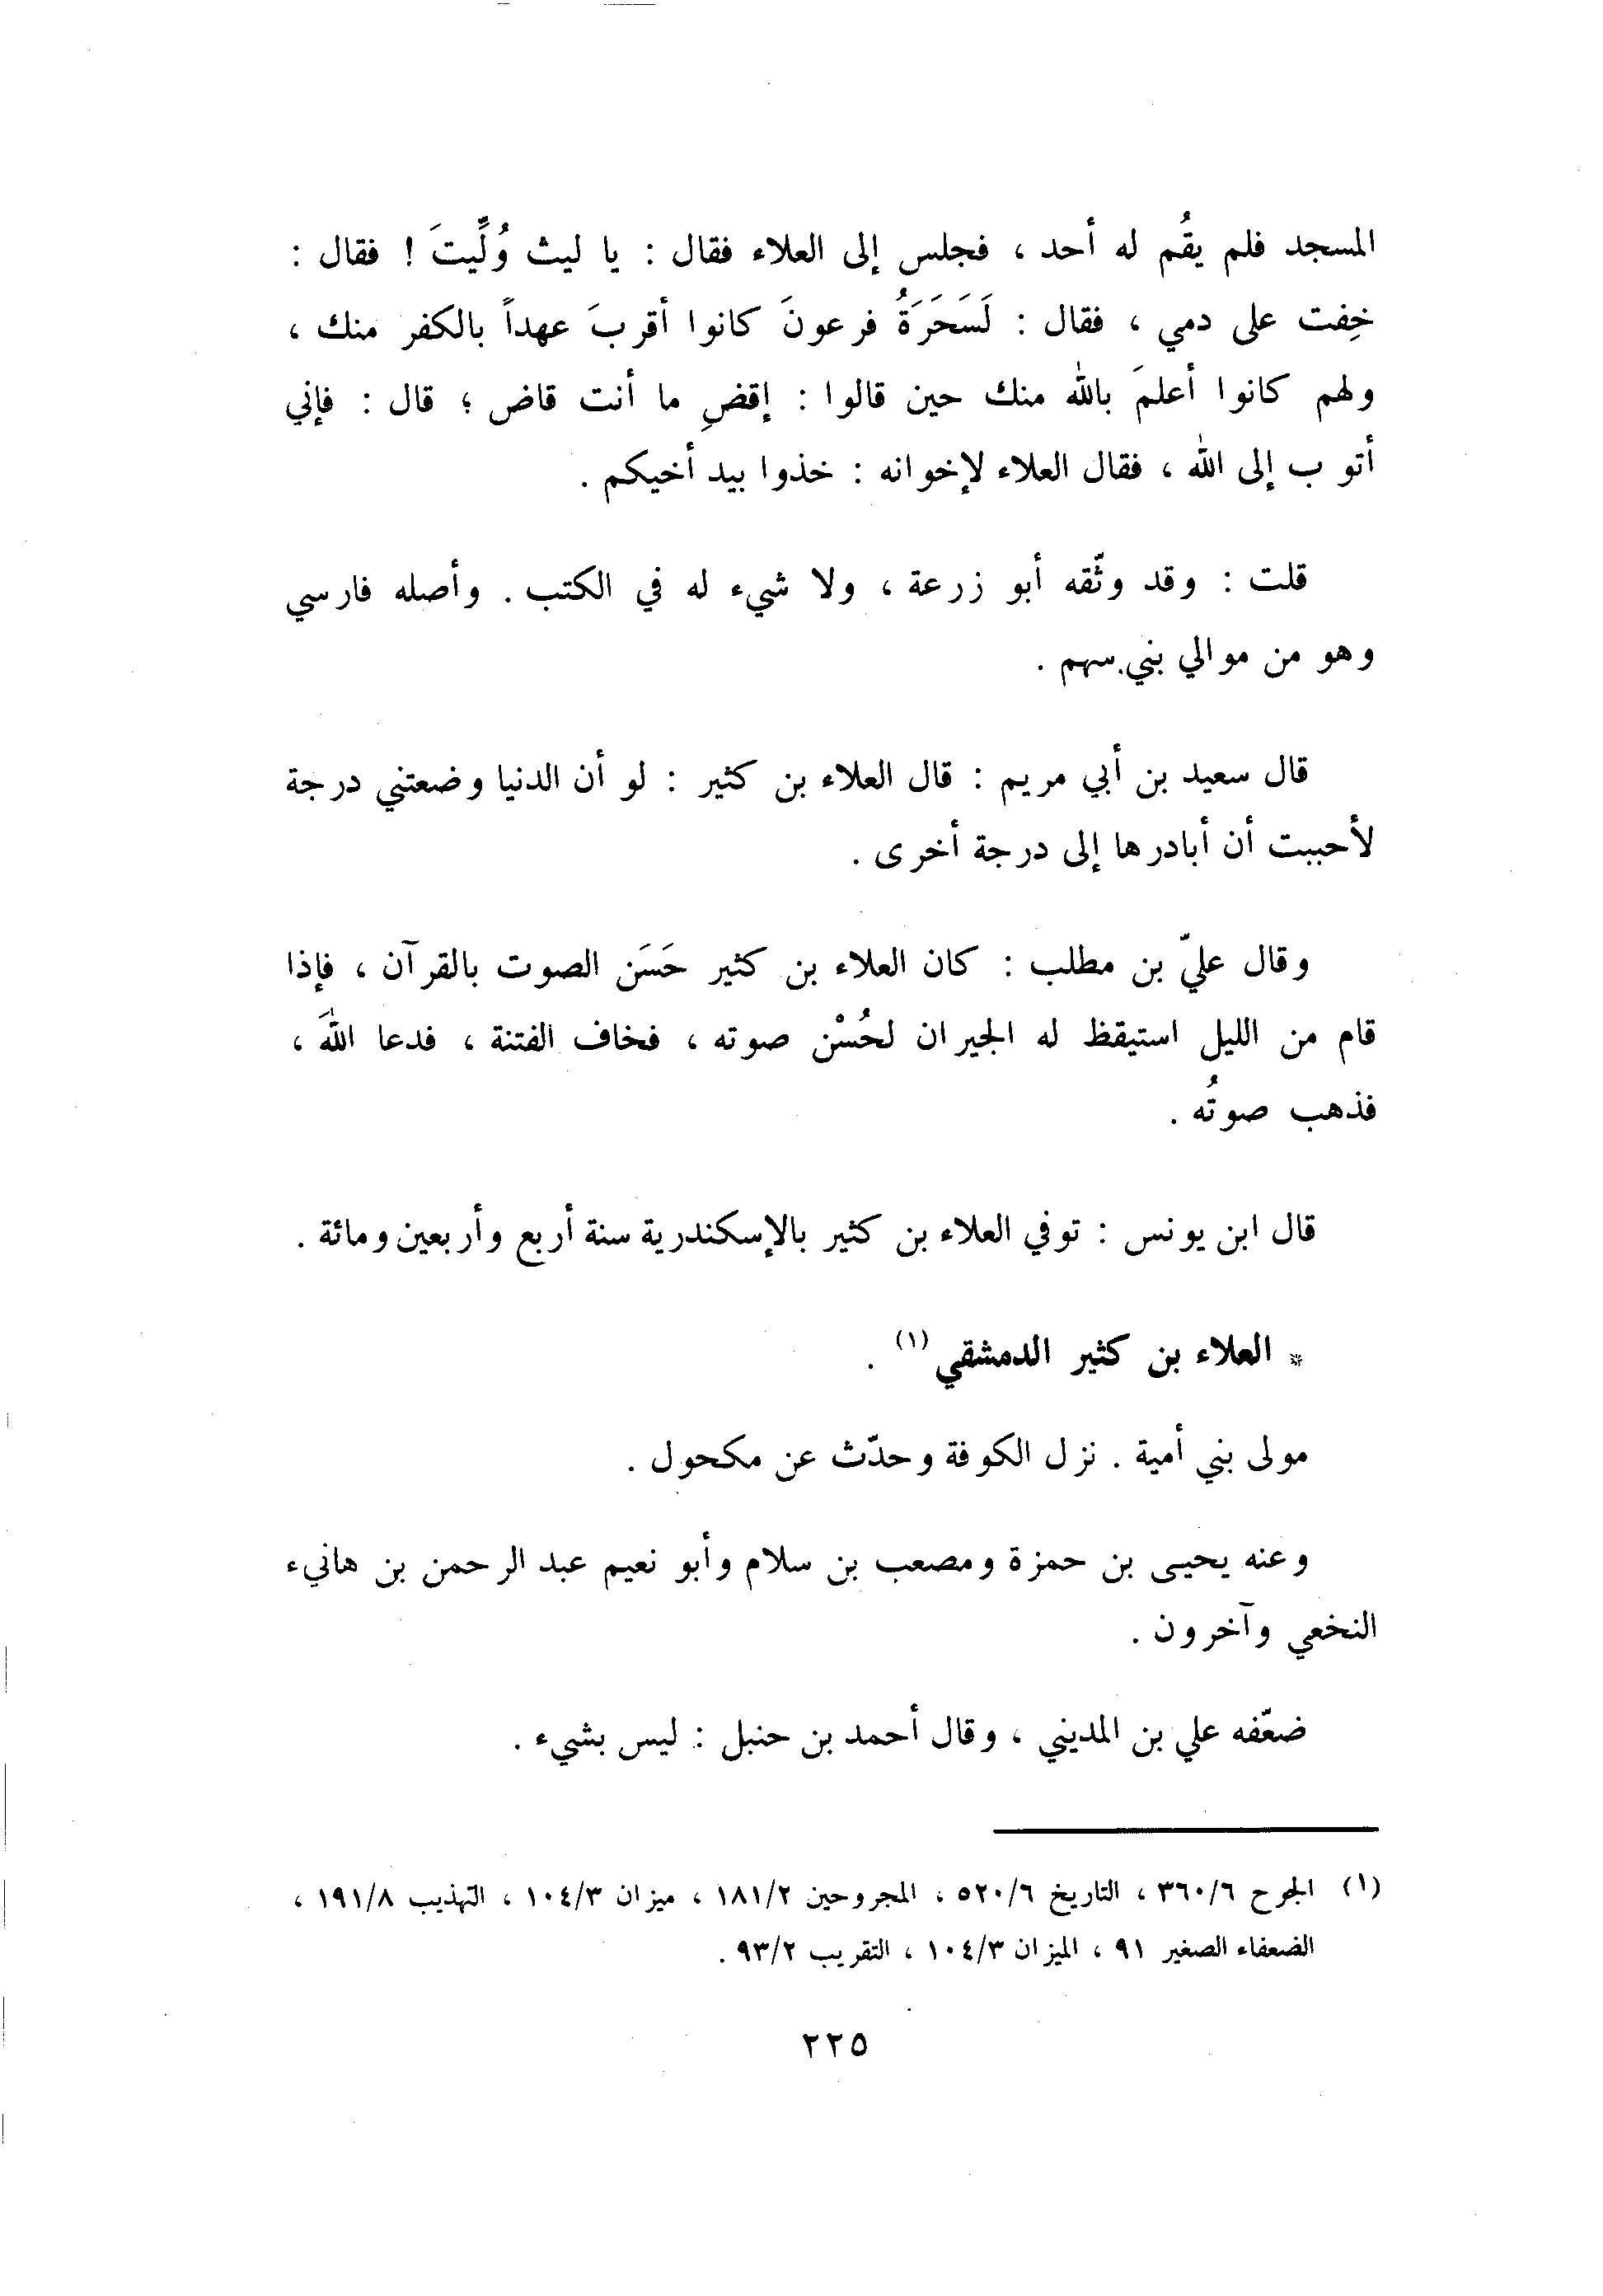 المسجد فلم يقُم له أحد ، فجلس إلى العلاء فقال : يا ليث وُلِّيتَ ! فقال :
خِفت على دمي ، فقال : لَسَحَرَةُ فرعونَ كانوا أقربَ عهداً بالكفر منك ،
ولهم كانوا أعلمَ بالله منك حين قالوا : إقضِ ما أنت قاض ؛ قال : فإني
أتوب إلى الله ، فقال العلاء لإخوانه : خذوا بيد أخيكم .
قلت : وقد وثّقه أبو زرعة ، ولا شيء له في الكتب . وأصله فارسي
وهو من موالي بني سهم .
قال سعيد بن أبي مريم : قال العلاء بن كثير : لو أن الدنيا وضعتني درجة
لأحببت أن أبادرها إلى درجة أخرى .
وقال عليّ بن مطلب : كان العلاء بن كثير حَسَن الصوت بالقرآن ، فإذا
قام من الليل استيقظ له الجيران لحُسْن صوته ، فخاف الفتنة ، فدعا اللهَ ،
فذهب صوتُه .
قال ابن يونس : توفي العلاء بن كثير بالإسكندرية سنة أربع وأربعين ومائة .
* العلاء بن كثير الدمشقي (١) .
مولى بني أمية . نزل الكوفة وحدّث عن مكحول .
وعنه يحيى بن حمزة ومصعب بن سلام وأبو نعيم عبد الرحمن بن هانيء
النخعي وآخرون .
ضعّفه علي بن المديني ، وقال أحمد بن حنبل : ليس بشيء .
(١) الجرح ٣٦٠/٦ ، التاريخ ٥٢٠/٦ ، المجروحين ١٨١/٢ ، ميزان ١٠٤/٣ ، التهذيب ١٩١/٨ ،
الضعفاء الصغير ٩١ ، الميزان ١٠٤/٣ ، التقريب ٩٣/٢ .
٢٢٥